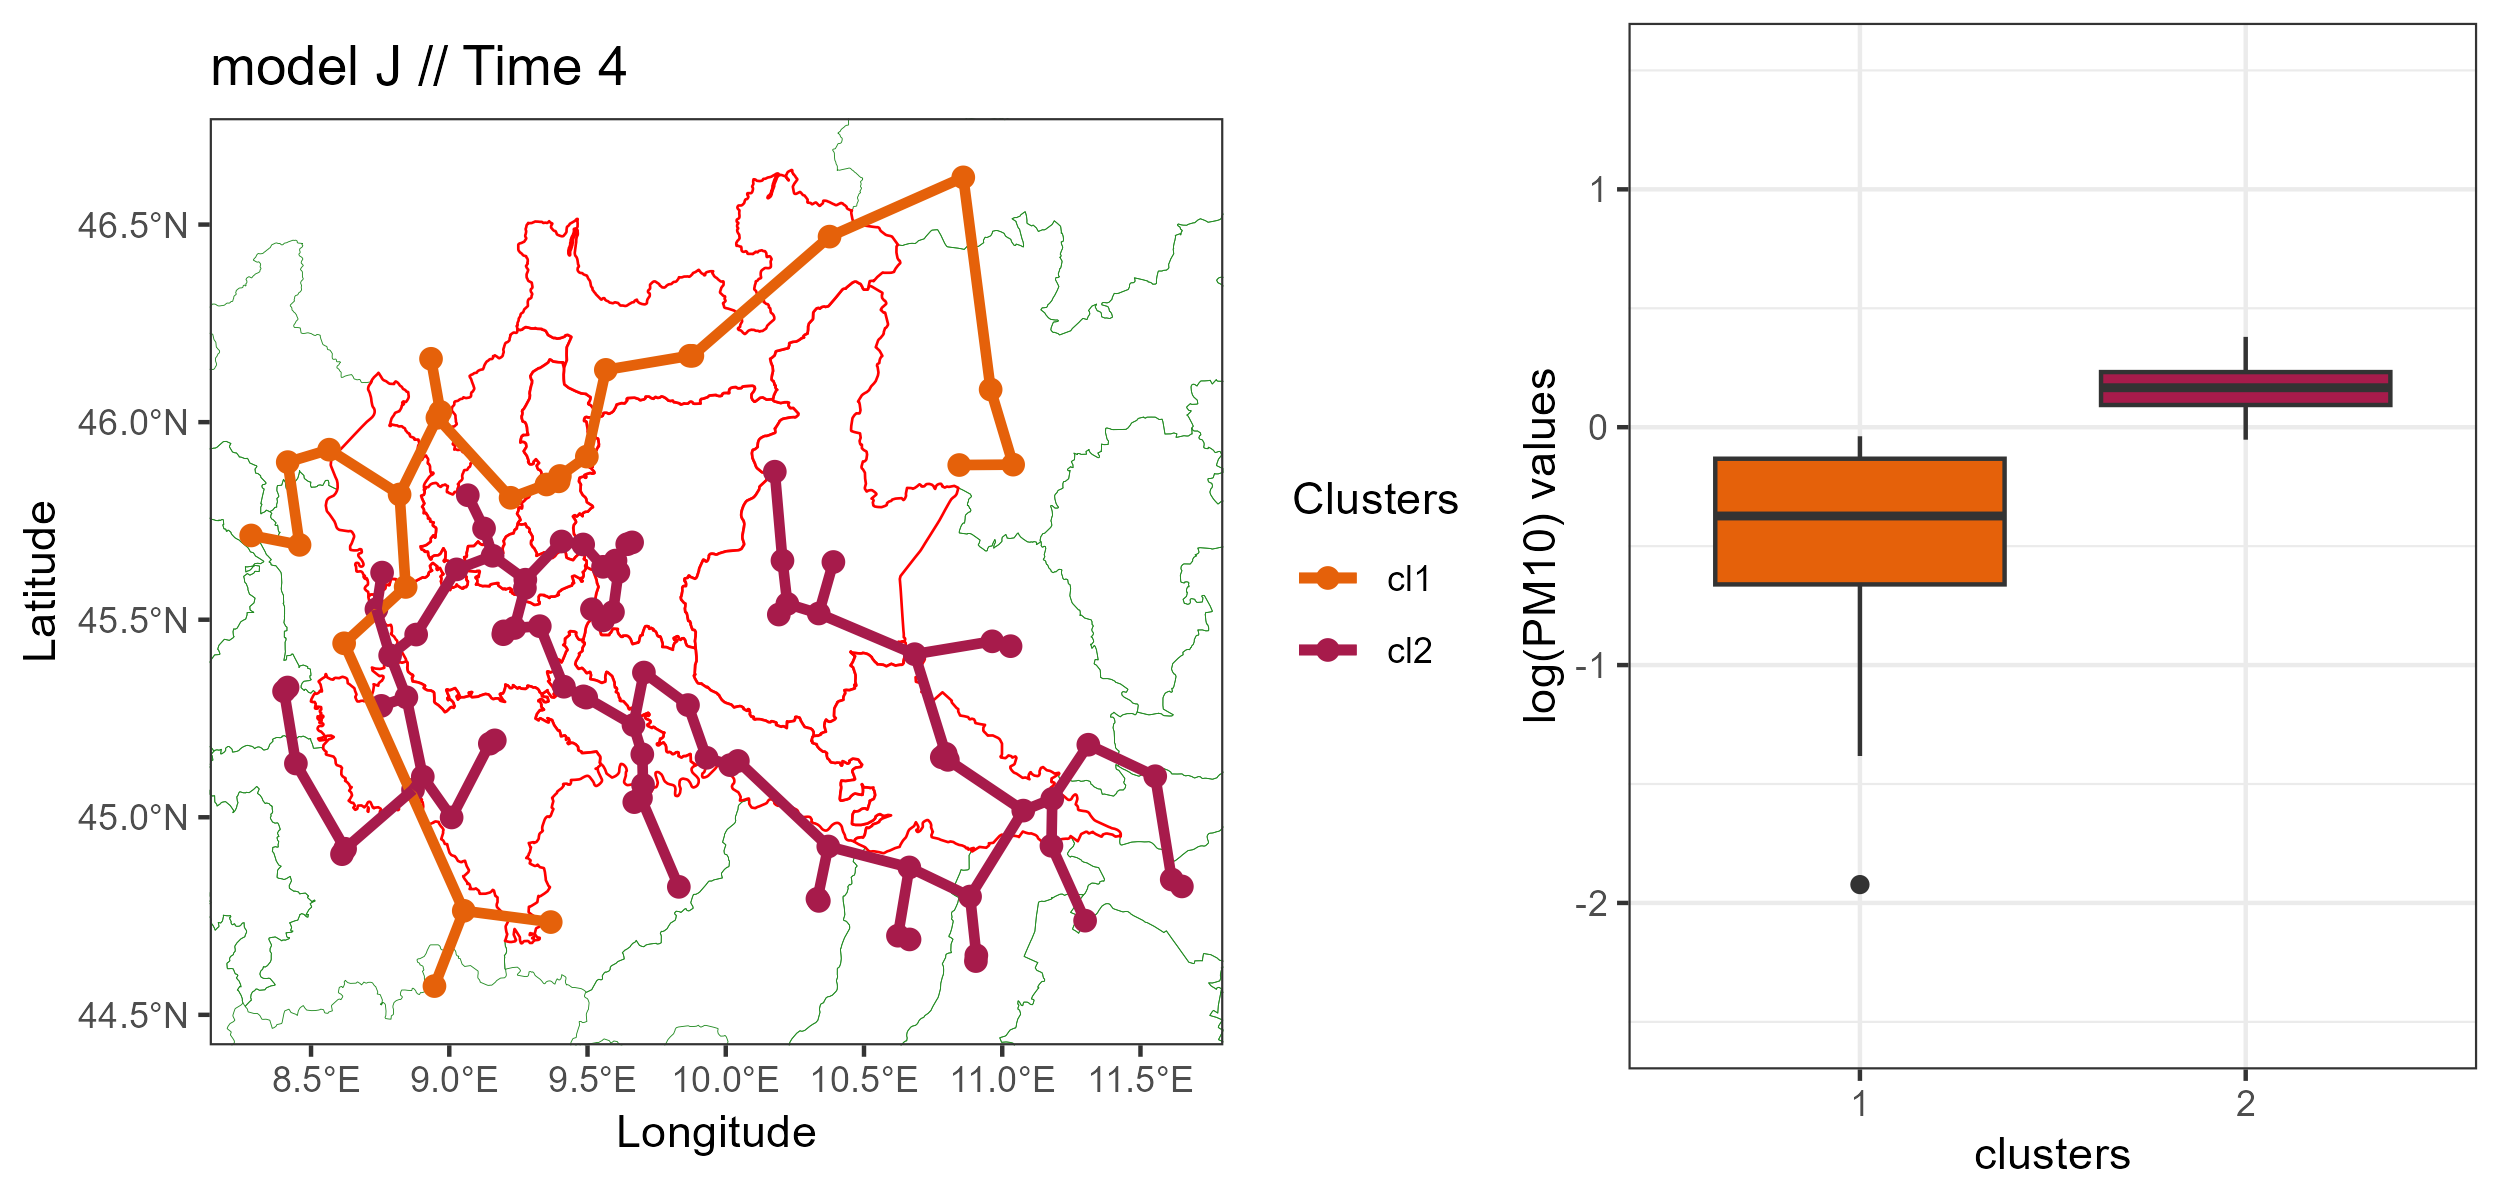 model J // Time 4
46.5°N
46.0°N
45.5°N
45.0°N
44.5°N
Latitude
8.5°E 9.0°E 9.5°E 10.0°E 10.5°E 11.0°E 11.5°E
Longitude
Clusters
cl1
cl2
log(PM10) values
1
0
-1
-2
1 2
clusters